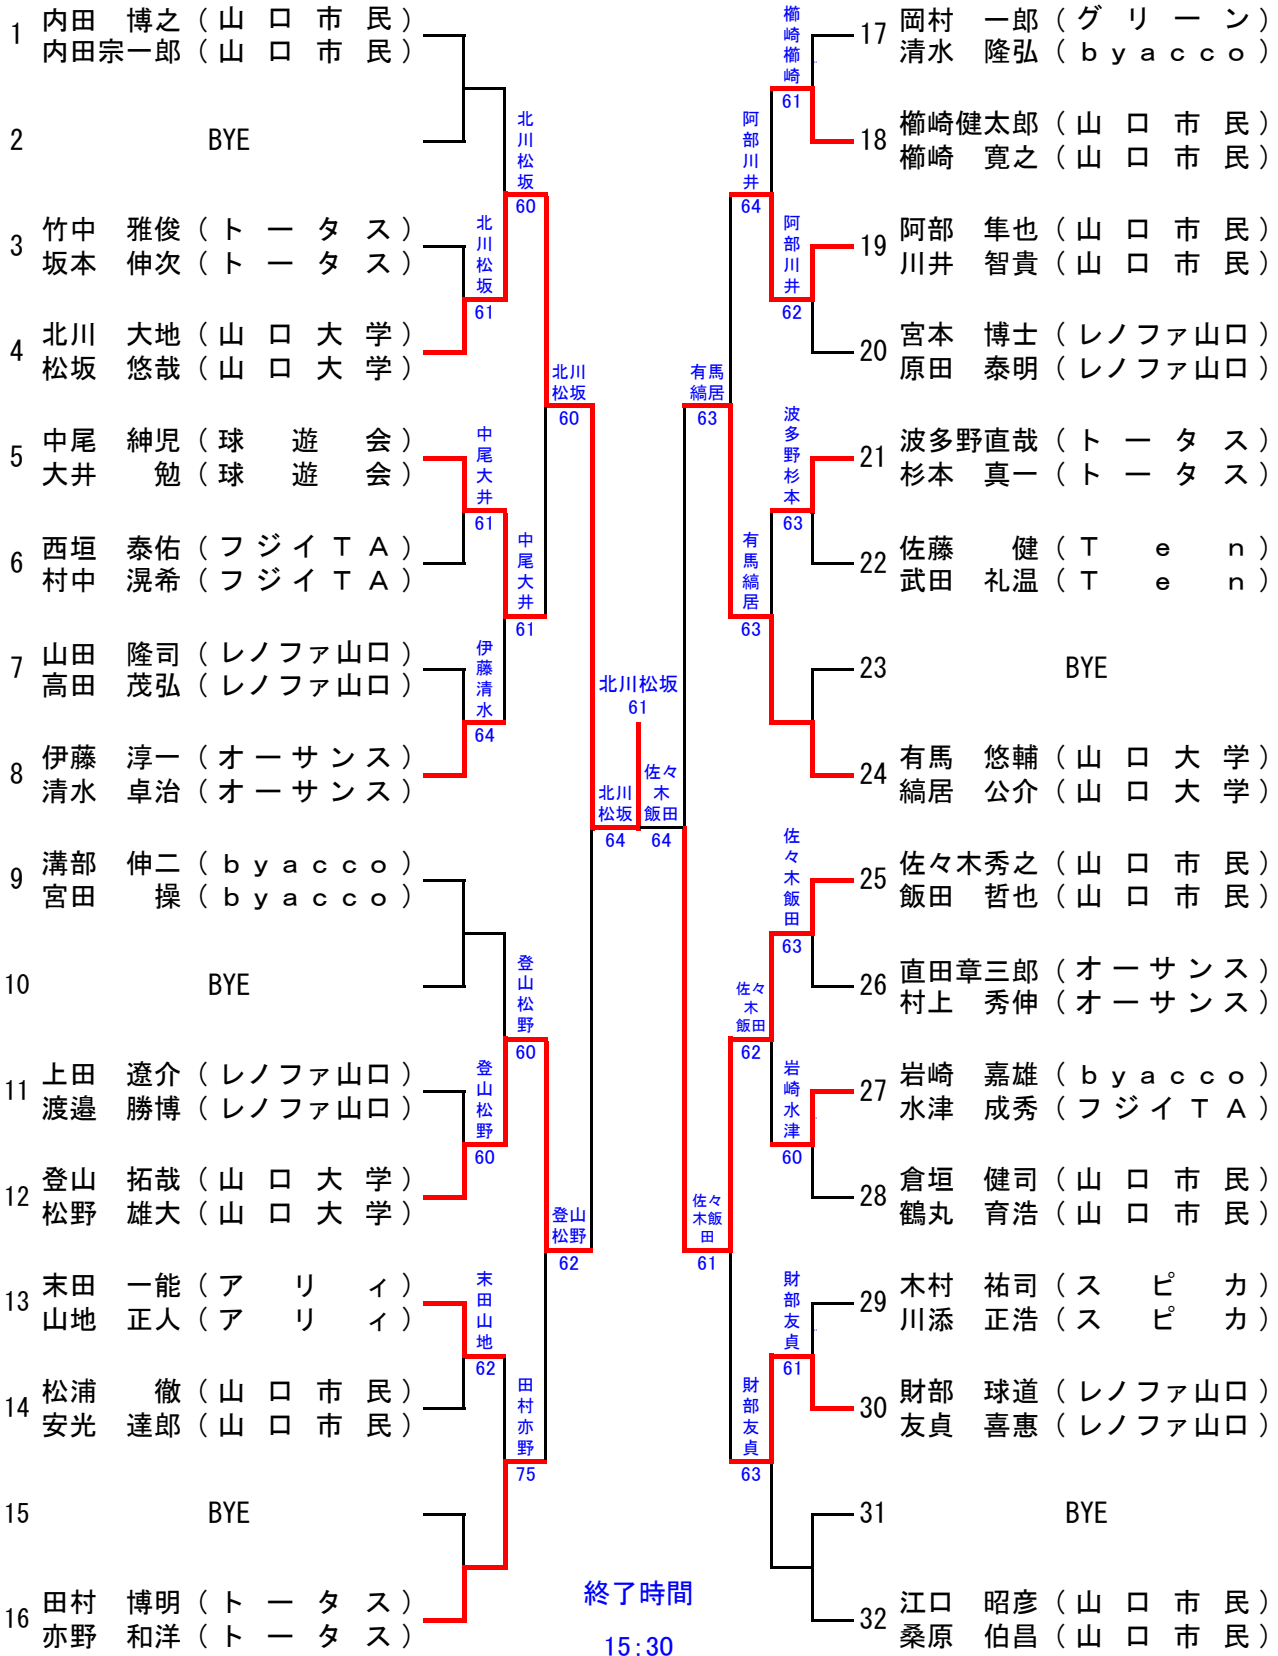 1 内田　博之（山口市民）
内田宗一郎（山口市民）
2 BYE
3 竹中　雅俊（トータス）
坂本　伸次（トータス）
4 北川　大地（山口大学）
松坂　悠哉（山口大学）
5 中尾　紳児（球遊会）
大井　勉（球遊会）
6 西垣　泰佑（フジイＴＡ）
村中　滉希（フジイＴＡ）
7 山田　隆司（レノファ山口）
高田　茂弘（レノファ山口）
8 伊藤　淳一（オーサンス）
清水　卓治（オーサンス）
9 溝部　伸二（ｂｙａｃｃｏ）
宮田　操（ｂｙａｃｃｏ）
10 BYE
11 上田　遼介（レノファ山口）
渡邉　勝博（レノファ山口）
12 登山　拓哉（山口大学）
松野　雄大（山口大学）
13 末田　一能（アリィ）
山地　正人（アリィ）
14 松浦　徹（山口市民）
安光　達郎（山口市民）
15 BYE
16 田村　博明（トータス）
亦野　和洋（トータス）
北川松坂
61
中尾大井
61
伊藤清水
64
登山松野
60
末田山地
62
北川松坂
60
中尾大井
61
登山松野
60
田村亦野
75
北川
松坂
60
登山
松野
62
北川
松坂
64
北川松坂
61
佐々
木
飯田
64
有馬
縞居
63
佐々
木飯
田
61
阿部川井
64
有馬縞居
63
佐々
木
飯田
62
財部友貞
63
櫛崎櫛崎
61
阿部川井
62
波多野杉本
63
佐々木飯田
63
岩崎水津
60
財部友貞
61
17 岡村　一郎（グリーン）
清水　隆弘（ｂｙａｃｃｏ）
18 櫛崎健太郎（山口市民）
櫛崎　寛之（山口市民）
19 阿部　隼也（山口市民）
川井　智貴（山口市民）
20 宮本　博士（レノファ山口）
原田　泰明（レノファ山口）
21 波多野直哉（トータス）
杉本　真一（トータス）
22 佐藤　健（Ｔｅｎ）
武田　礼温（Ｔｅｎ）
23 BYE
24 有馬　悠輔（山口大学）
縞居　公介（山口大学）
25 佐々木秀之（山口市民）
飯田　哲也（山口市民）
26 直田章三郎（オーサンス）
村上　秀伸（オーサンス）
27 岩崎　嘉雄（ｂｙａｃｃｏ）
水津　成秀（フジイＴＡ）
28 倉垣　健司（山口市民）
鶴丸　育浩（山口市民）
29 木村　祐司（スピカ）
川添　正浩（スピカ）
30 財部　球道（レノファ山口）
友貞　喜惠（レノファ山口）
31 BYE
32 江口　昭彦（山口市民）
桑原　伯昌（山口市民）
終了時間
15:30